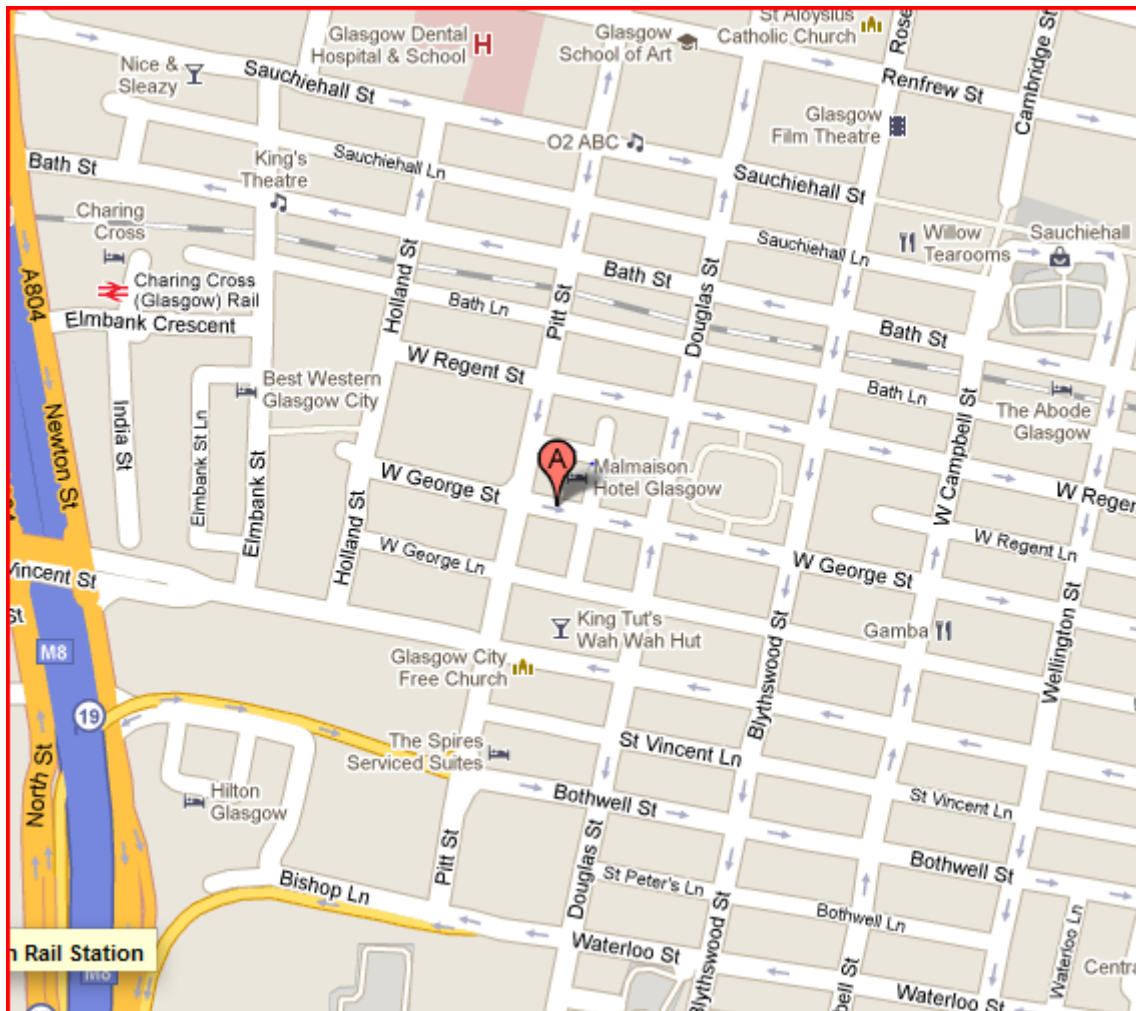 St Aloysius
Catholic Church
Rose
Cambridge St
Glasgow Dental
Hospital & School
H
Glasgow
School of Art
Nice &
Sleazy
Sauchiehall St
Renfrew St
Glasgow
Film Theatre
O2 ABC
Bath St
King's
Theatre
Sauchiehall Ln
Sauchiehall St
Charing
Cross
Willow
Tearooms
Sauchiehall
Sauchiehall Ln
A804
Charing Cross
(Glasgow) Rail
Elmbank Crescent
Holland St
Bath St
Bath Ln
Pitt St
Douglas St
Bath St
W Regent St
Best Western
Glasgow City
Bath Ln
The Abode
Glasgow
Newton St
India St
Elmbank St Ln
Elmbank St
W Campbell St
A
Malmaison
Hotel Glasgow
W George St
W Regen
Holland St
W George Ln
W Regent Ln
W George St
Vincent St
St
King Tut's
Wah Wah Hut
Gamba
M8
Glasgow City
Free Church
Blythswood St
Wellington St
19
The Spires
Serviced Suites
St Vincent Ln
North St
Hilton
Glasgow
Bothwell St
St Vincent Ln
Pitt St
Douglas St
Bothwell St
Bishop Ln
St Peter's Ln
Bothwell Ln
Blythswood St
Waterloo St
Waterloo Ln
n Rail Station
M8
Centra
bell St
Waterloo St